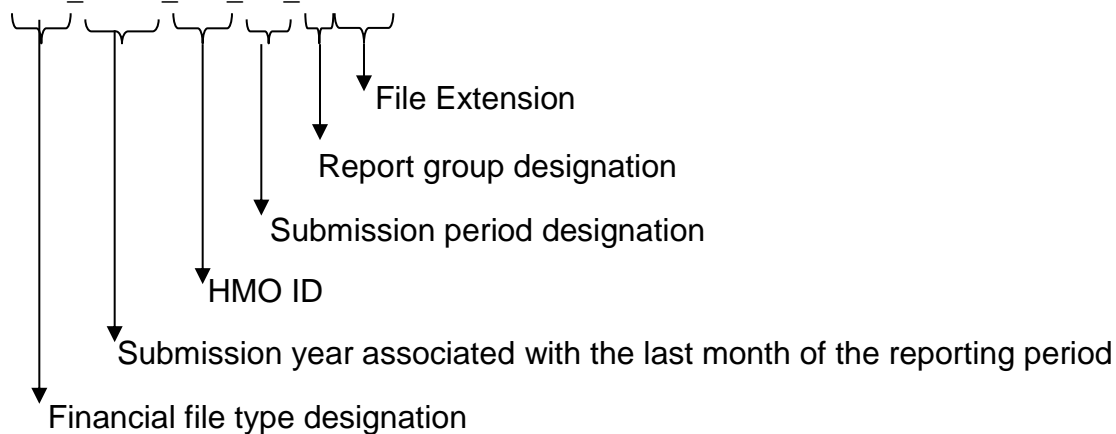 _ _ _ _
File Extension
Report group designation
Submission period designation
HMO ID
Submission year associated with the last month of the reporting period
Financial file type designation